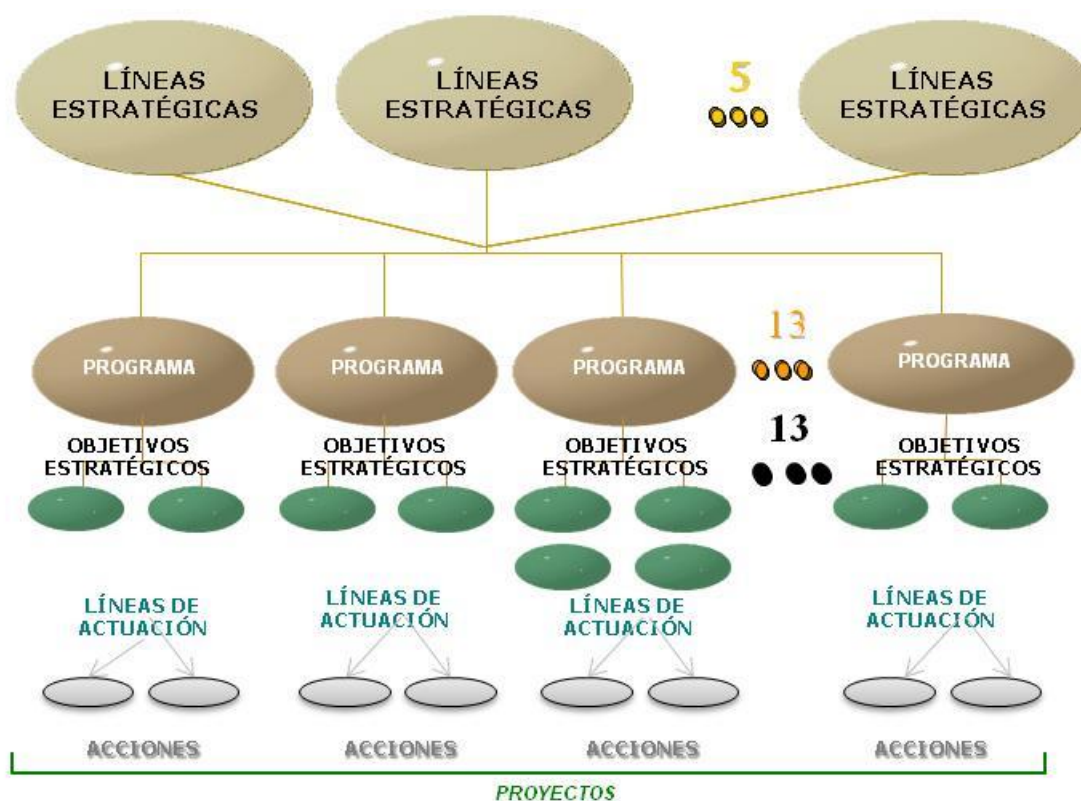 LÍNEAS
ESTRATÉGICAS
LÍNEAS
ESTRATÉGICAS
5
LÍNEAS
ESTRATÉGICAS
PROGRAMA
PROGRAMA
PROGRAMA
13
PROGRAMA
OBJETIVOS
ESTRATÉGICOS
OBJETIVOS
ESTRATÉGICOS
OBJETIVOS
ESTRATÉGICOS
13
OBJETIVOS
ESTRATÉGICOS
LÍNEAS DE
ACTUACIÓN
LÍNEAS DE
ACTUACIÓN
LÍNEAS DE
ACTUACIÓN
LÍNEAS DE
ACTUACIÓN
ACCIONES
ACCIONES
ACCIONES
ACCIONES
PROYECTOS